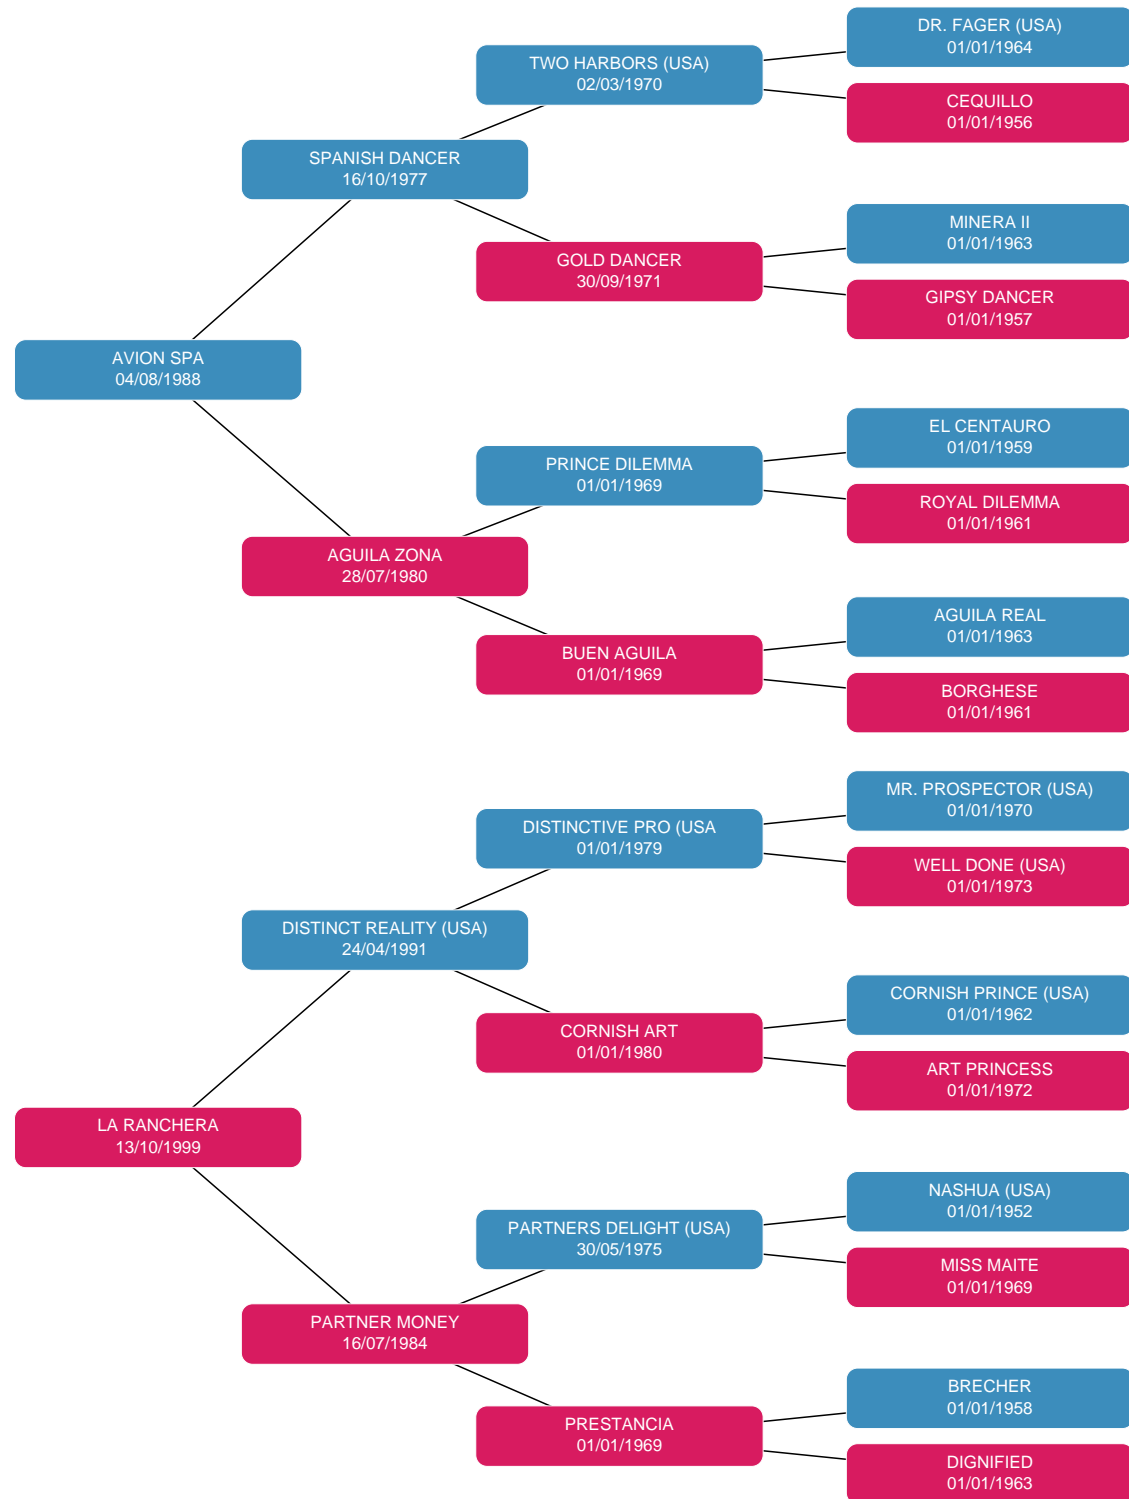 DR. FAGER (USA)
01/01/1964
TWO HARBORS (USA)
02/03/1970
CEQUILLO
01/01/1956
SPANISH DANCER
16/10/1977
MINERA II
01/01/1963
GOLD DANCER
30/09/1971
GIPSY DANCER
01/01/1957
AVION SPA
04/08/1988
EL CENTAURO
01/01/1959
PRINCE DILEMMA
01/01/1969
ROYAL DILEMMA
01/01/1961
AGUILA ZONA
28/07/1980
AGUILA REAL
01/01/1963
BUEN AGUILA
01/01/1969
BORGHESE
01/01/1961
MR. PROSPECTOR (USA)
01/01/1970
DISTINCTIVE PRO (USA
01/01/1979
WELL DONE (USA)
01/01/1973
DISTINCT REALITY (USA)
24/04/1991
CORNISH PRINCE (USA)
01/01/1962
CORNISH ART
01/01/1980
ART PRINCESS
01/01/1972
LA RANCHERA
13/10/1999
NASHUA (USA)
01/01/1952
PARTNERS DELIGHT (USA)
30/05/1975
MISS MAITE
01/01/1969
PARTNER MONEY
16/07/1984
BRECHER
01/01/1958
PRESTANCIA
01/01/1969
DIGNIFIED
01/01/1963